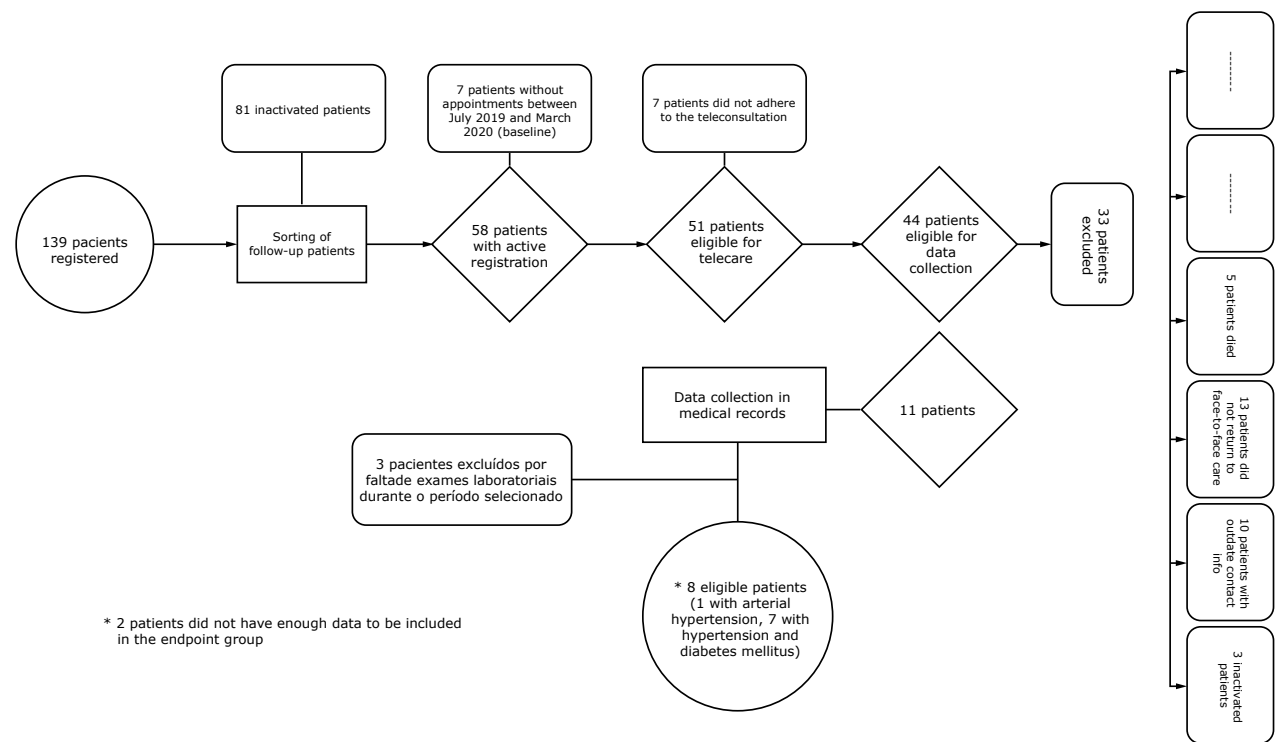 81 inactivated patients
7 patients without
appointments between
July 2019 and March
2020 (baseline)
7 patients did not adhere
to the teleconsultation
139 pacients
registered
Sorting of
follow-up patients
58 patients
with active
registration
51 patients
eligible for
telecare
44 patients
eligible for
data
collection
33 patients
excluded
---------
---------
5 patients died
13 patients did
not return to
face-to-face care
10 patients with
outdate contact
info
3 inactivated
patients
11 patients
Data collection in
medical records
3 pacientes excluídos por
faltade exames laboratoriais
durante o período selecionado
* 8 eligible patients
(1 with arterial
hypertension, 7 with
hypertension and
diabetes mellitus)
* 2 patients did not have enough data to be included
in the endpoint group